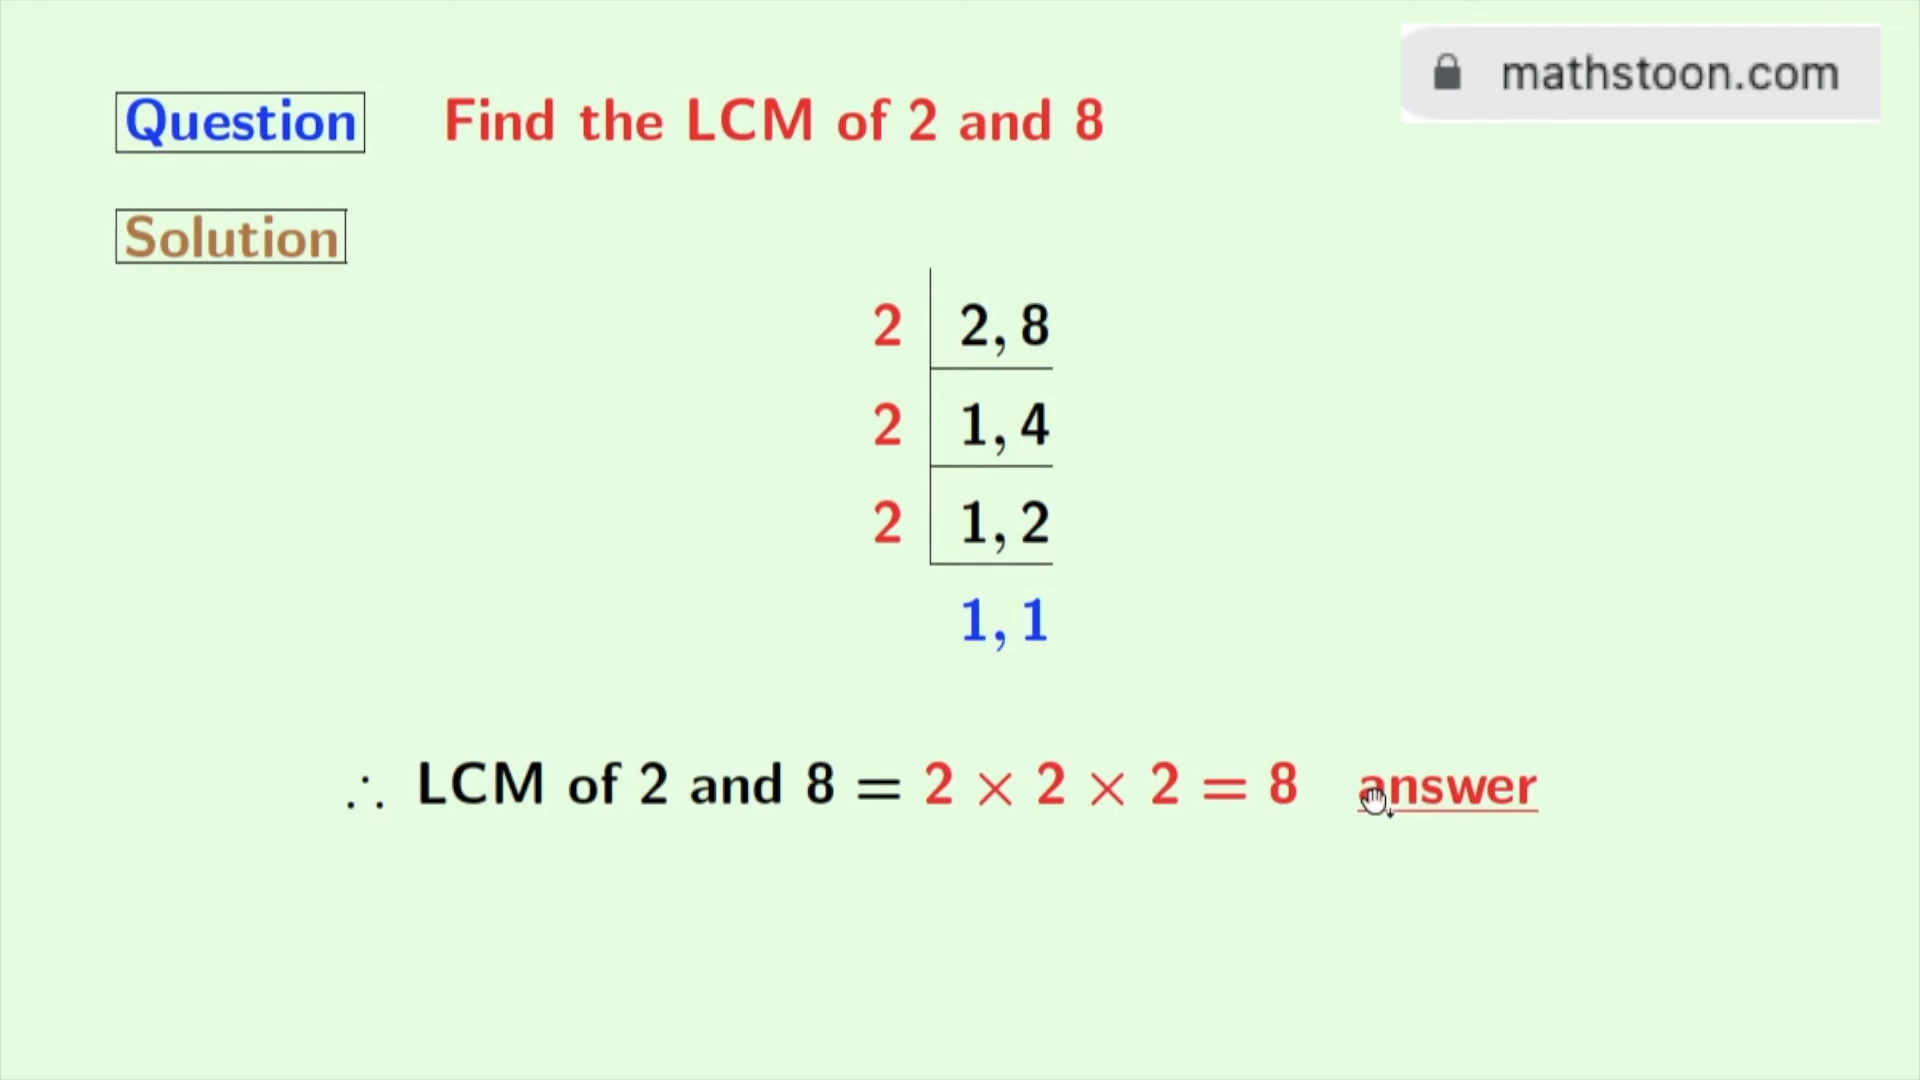 mathstoon.com
Question Find the LCM of 2 and 8
Solution
2 2, 8
2 1, 4
2 1, 2
1, 1
∴ LCM of 2 and 8 = 2 × 2 × 2 = 8 answer